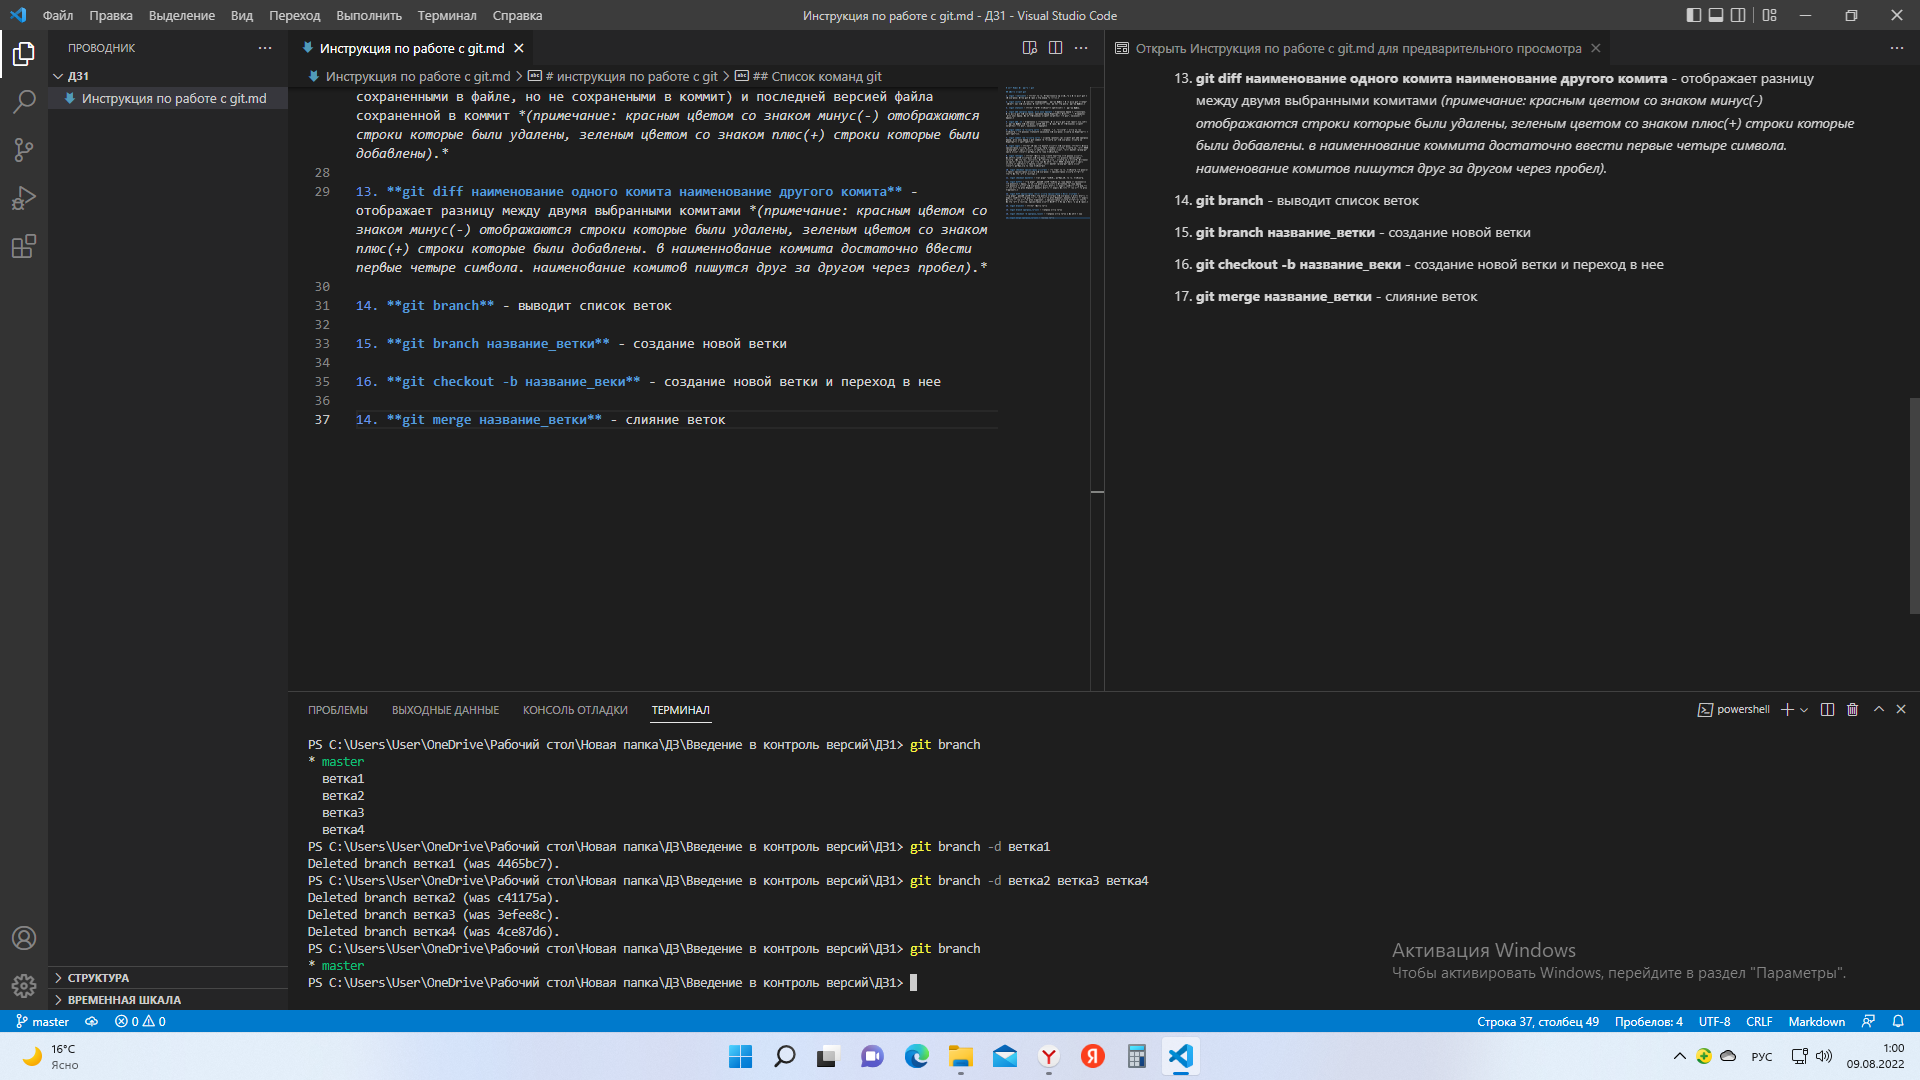 Файл Правка Выделение Вид Переход Выполнить Терминал Справка
Инструкция по работе с git.md - ДЗ1 - Visual Studio Code
ПРОВОДНИК
ДЗ1
Инструкция по работе с git.md
СТРУКТУРА
ВРЕМЕННАЯ ШКАЛА
Инструкция по работе с git.md
Инструкция по работе с git.md > # инструкция по работе с git > ## Список команд git
сохраненными в файле, но не сохранеными в коммит) и последней версией файла
сохраненной в коммит *(примечание: красным цветом со знаком минус(-) отображаются
строки которые были удалены, зеленым цветом со знаком плюс(+) строки которые были
добавлены).*
28
29 13. **git diff наименование одного комита наименование другого комита** -
отображает разницу между двумя выбранными комитами *(примечание: красным цветом со
знаком минус(-) отображаются строки которые были удалены, зеленым цветом со знаком
плюс(+) строки которые были добавлены. в наименнование коммита достаточно ввести
первые четыре символа. наименование комитов пишутся друг за другом через пробел).*
30
31 14. **git branch** - выводит список веток
32
33 15. **git branch название_ветки** - создание новой ветки
34
35 16. **git checkout -b название_веки** - создание новой ветки и переход в нее
36
37 14. **git merge название_ветки** - слияние веток
Открыть Инструкция по работе с git.md для предварительного просмотра
13. git diff наименование одного комита наименование другого комита - отображает разницу
между двумя выбранными комитами (примечание: красным цветом со знаком минус(-)
отображаются строки которые были удалены, зеленым цветом со знаком плюс(+) строки которые
были добавлены. в наименнование коммита достаточно ввести первые четыре символа.
наименование комитов пишутся друг за другом через пробел).
14. git branch - выводит список веток
15. git branch название_ветки - создание новой ветки
16. git checkout -b название_веки - создание новой ветки и переход в нее
17. git merge название_ветки - слияние веток
ПРОБЛЕМЫ ВЫХОДНЫЕ ДАННЫЕ КОНСОЛЬ ОТЛАДКИ ТЕРМИНАЛ
powershell
PS C:\Users\User\OneDrive\Рабочий стол\Новая папка\ДЗ\Введение в контроль версий\ДЗ1> git branch
* master
ветка1
ветка2
ветка3
ветка4
PS C:\Users\User\OneDrive\Рабочий стол\Новая папка\ДЗ\Введение в контроль версий\ДЗ1> git branch -d ветка1
Deleted branch ветка1 (was 4465bc7).
PS C:\Users\User\OneDrive\Рабочий стол\Новая папка\ДЗ\Введение в контроль версий\ДЗ1> git branch -d ветка2 ветка3 ветка4
Deleted branch ветка2 (was c41175a).
Deleted branch ветка3 (was 3efee8c).
Deleted branch ветка4 (was 4ce87d6).
PS C:\Users\User\OneDrive\Рабочий стол\Новая папка\ДЗ\Введение в контроль версий\ДЗ1> git branch
* master
PS C:\Users\User\OneDrive\Рабочий стол\Новая папка\ДЗ\Введение в контроль версий\ДЗ1>
Активация Windows
Чтобы активировать Windows, перейдите в раздел "Параметры".
master 0 0
Строка 37, столбец 49 Пробелов: 4 UTF-8 CRLF Markdown
16°C
Ясно
РУС
1:00
09.08.2022